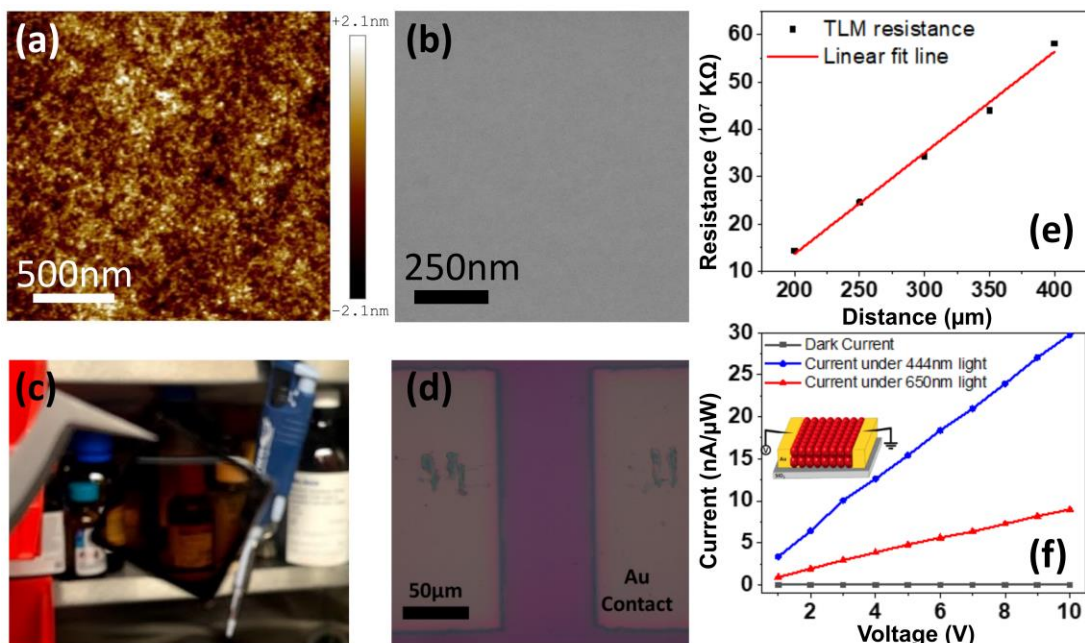 (a)
+2.1nm
500nm
-2.1nm
(b)
250nm
(c)
(d)
50μm
Au
Contact
TLM resistance
Linear fit line
60
50
40
30
20
10
Resistance (10⁷ KΩ)
200 250 300 350 400
Distance (μm)
(e)
Dark Current
Current under 444nm light
Current under 650nm light
30
25
20
15
10
5
0
Current (nA/μW)
V
Au
2 4 6 8 10
Voltage (V)
(f)